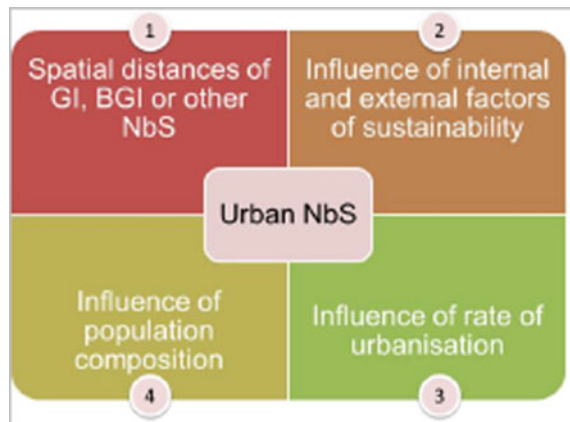 1
Spatial distances of
GI, BGI or other
NbS
2
Influence of internal
and external factors
of sustainability
Urban NbS
Influence of
population
composition
4
Influence of rate of
urbanisation
3